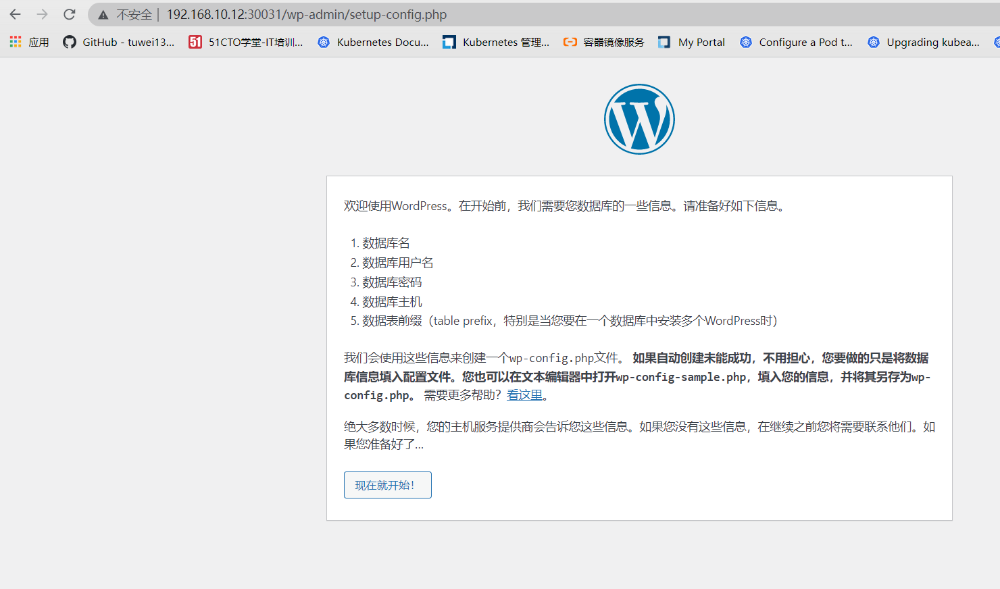 不安全 | 192.168.10.12:30031/wp-admin/setup-config.php
应用 GitHub - tuwei13... 51 51CTO学堂-IT培训... Kubernetes Docu... Kubernetes 管理... 容器镜像服务 My Portal Configure a Pod t... Upgrading kubea...
欢迎使用WordPress。在开始前，我们需要您数据库的一些信息。请准备好如下信息。
1. 数据库名
2. 数据库用户名
3. 数据库密码
4. 数据库主机
5. 数据表前缀（table prefix，特别是当您要在一个数据库中安装多个WordPress时）
我们会使用这些信息来创建一个wp-config.php文件。 如果自动创建未能成功，不用担心，您要做的只是将数据
库信息填入配置文件。您也可以在文本编辑器中打开wp-config-sample.php，填入您的信息，并将其另存为wp-
config.php。 需要更多帮助？看这里。
绝大多数时候，您的主机服务提供商会告诉您这些信息。如果您没有这些信息，在继续之前您将需要联系他们。如
果您准备好了...
现在就开始！